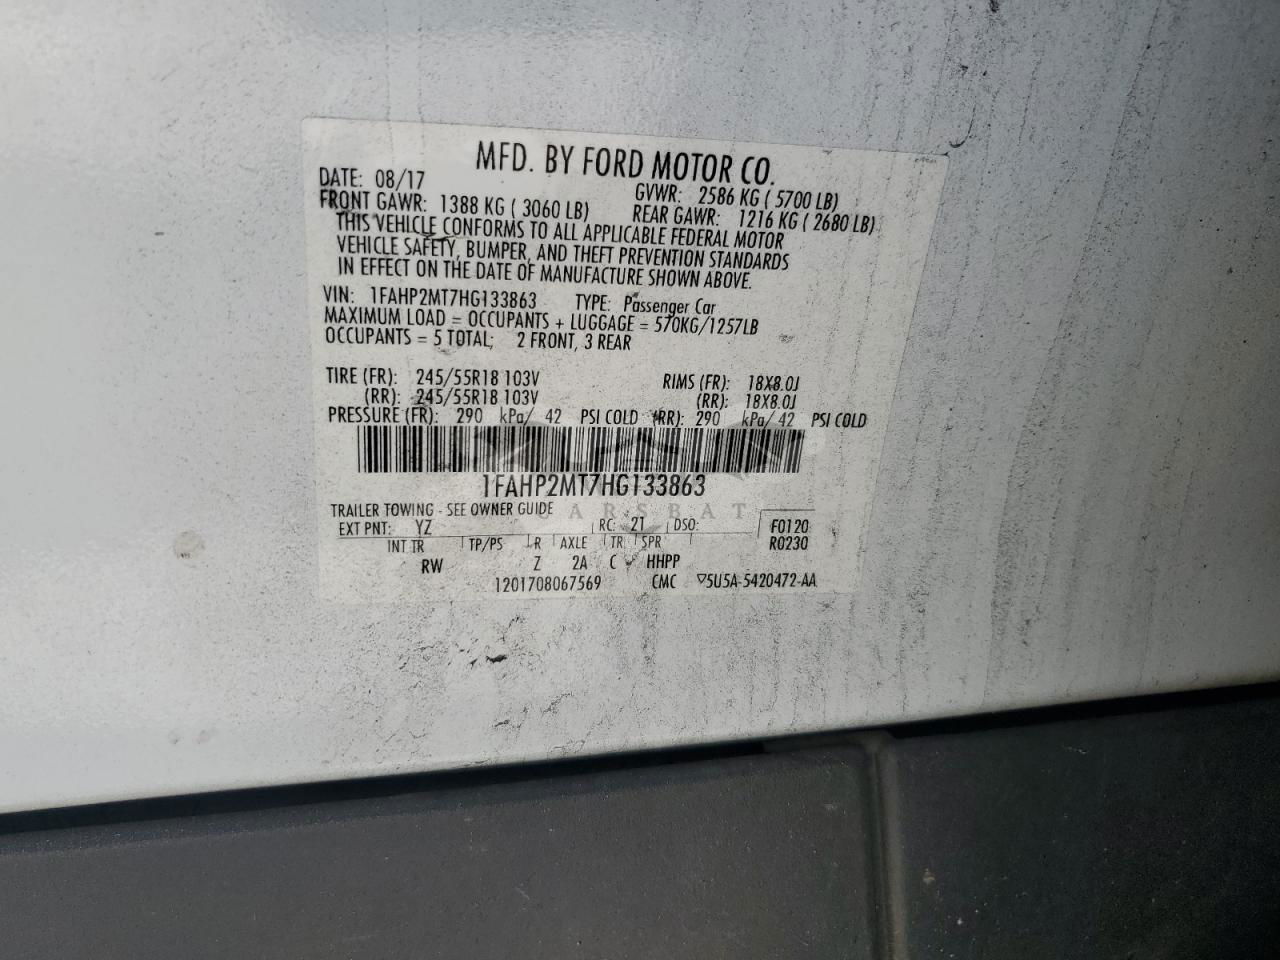 MFD. BY FORD MOTOR CO.
DATE: 08/17 GVWR: 2586 KG ( 5700 LB)
FRONT GAWR: 1388 KG ( 3060 LB) REAR GAWR: 1216 KG ( 2680 LB)
THIS VEHICLE CONFORMS TO ALL APPLICABLE FEDERAL MOTOR
VEHICLE SAFETY, BUMPER, AND THEFT PREVENTION STANDARDS
IN EFFECT ON THE DATE OF MANUFACTURE SHOWN ABOVE.
VIN: 1FAHP2MT7HG133863 TYPE: Passenger Car
MAXIMUM LOAD = OCCUPANTS + LUGGAGE = 570KG/1257LB
OCCUPANTS = 5 TOTAL; 2 FRONT, 3 REAR
TIRE (FR): 245/55R18 103V RIMS (FR): 18X8.0J
(RR): 245/55R18 103V (RR): 18X8.0J
PRESSURE (FR): 290 kPa/ 42 PSI COLD (RR): 290 kPa/ 42 PSI COLD
1FAHP2MT7HG133863
CARSBAT
TRAILER TOWING - SEE OWNER GUIDE
EXT PNT: YZ RC: 21 DSO: F0120
INT TR TP/PS R AXLE TR SPR R0230
RW Z 2A C HHPP
1201708067569 CMC 5U5A-5420472-AA